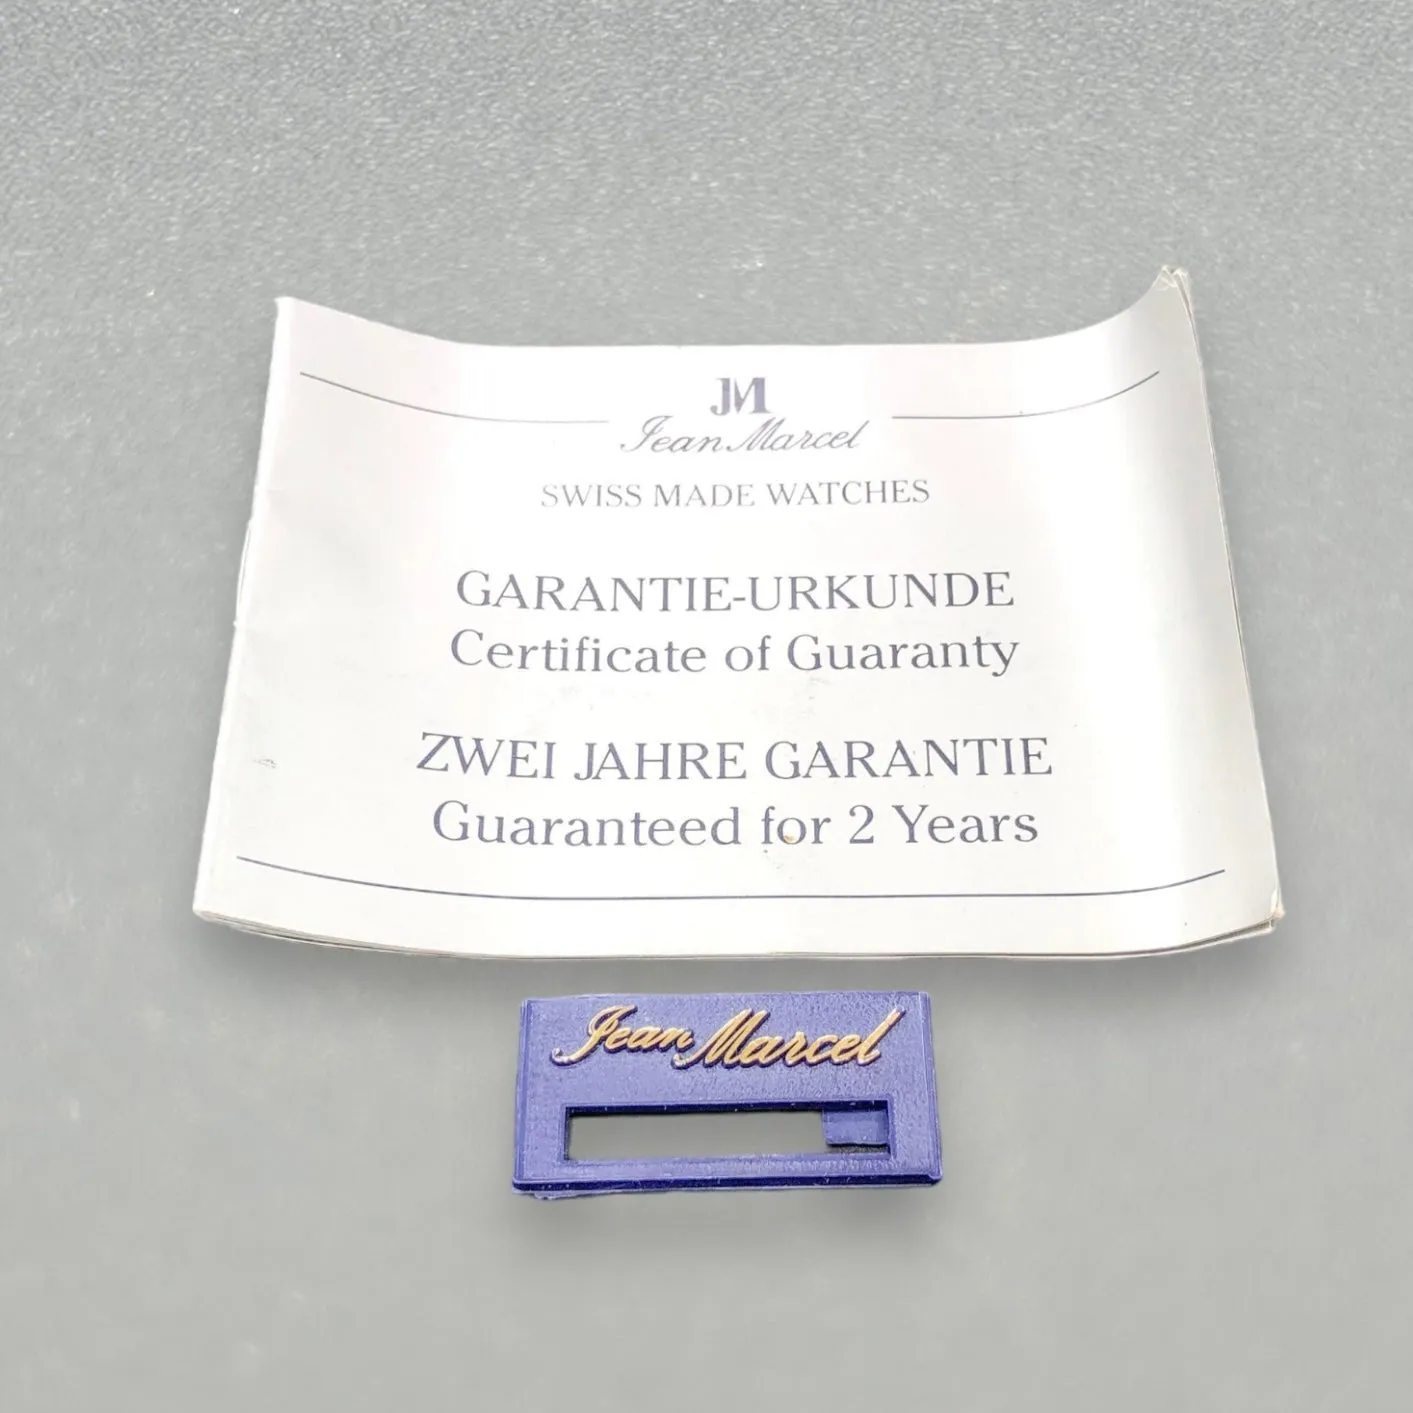 JM
Jean Marcel
SWISS MADE WATCHES
GARANTIE-URKUNDE
Certificate of Guaranty
ZWEI JAHRE GARANTIE
Guaranteed for 2 Years
Jean Marcel